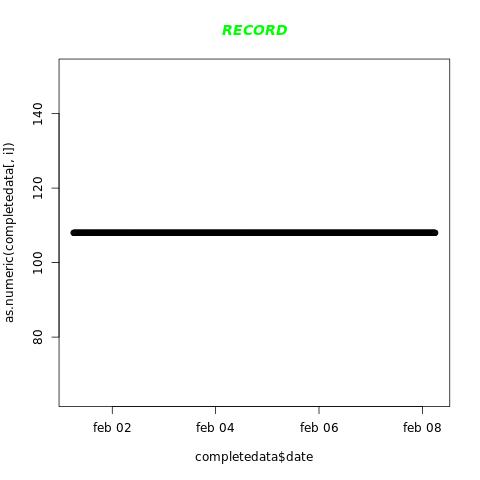 RECORD
as.numeric(completedata[, i])
140
120
100
80
feb 02 feb 04 feb 06 feb 08
completedata$date